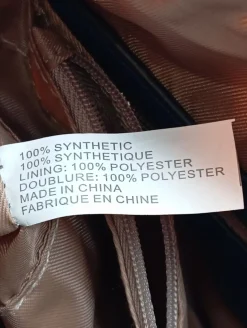 100% SYNTHETIC
100% SYNTHETIQUE
LINING: 100% POLYESTER
DOUBLURE: 100% POLYESTER
MADE IN CHINA
FABRIQUE EN CHINE